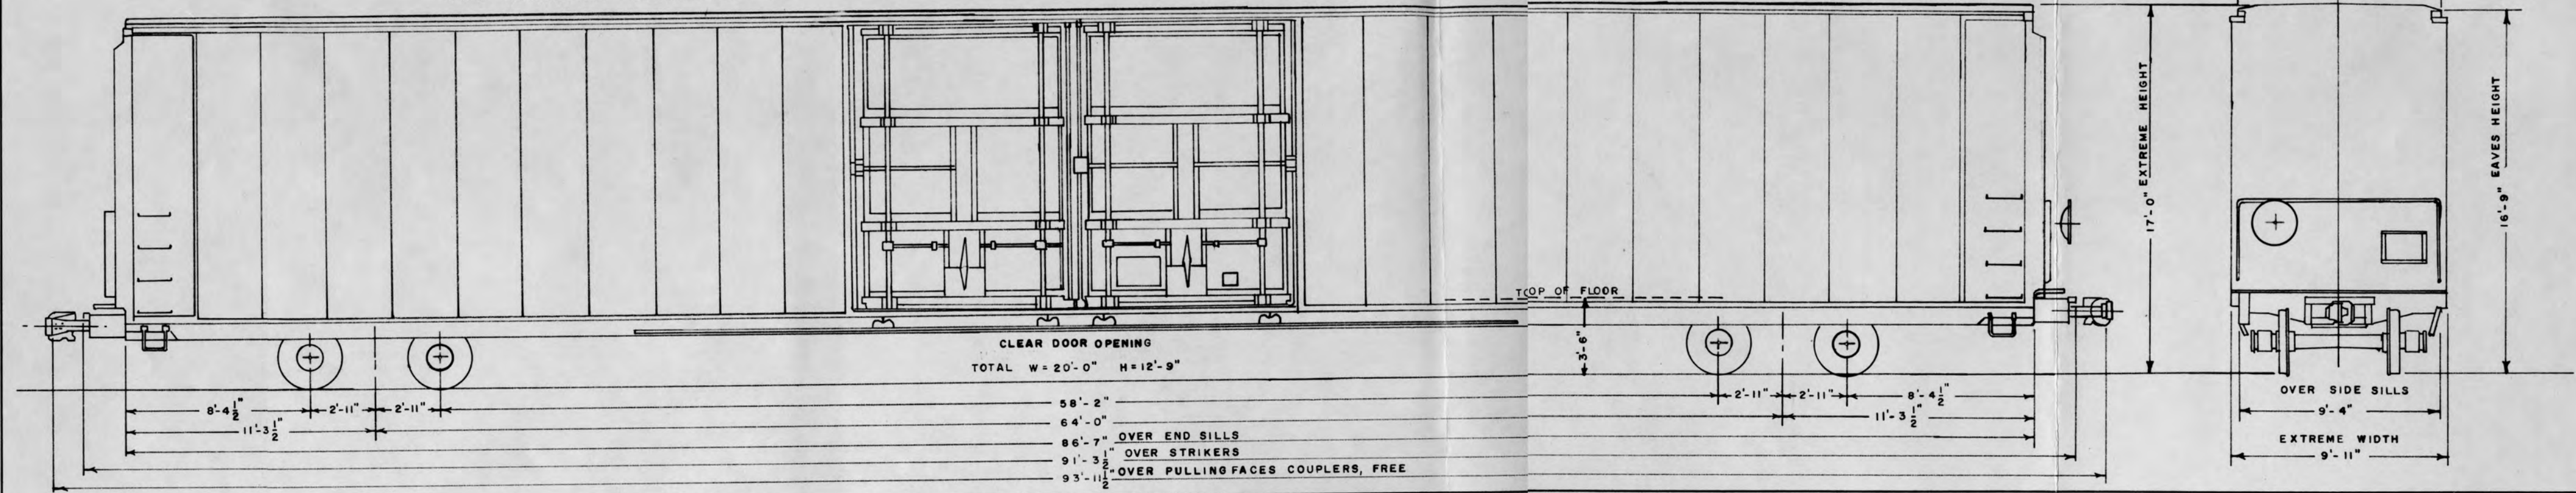 17'-0" EXTREME HEIGHT
16'-9" EAVES HEIGHT
TOP OF FLOOR
3'-6"
CLEAR DOOR OPENING
TOTAL W = 20'-0" H = 12'-9"
8'-4 1/2" 2'-11" 2'-11" 58'-2" 2'-11" 2'-11" 8'-4 1/2"
11'-3 1/2" 64'-0" 11'-3 1/2"
86'-7" OVER END SILLS
91'-3 1/2" OVER STRIKERS
93'-11 1/2" OVER PULLING FACES COUPLERS, FREE
OVER SIDE SILLS
9'-4"
EXTREME WIDTH
9'-11"